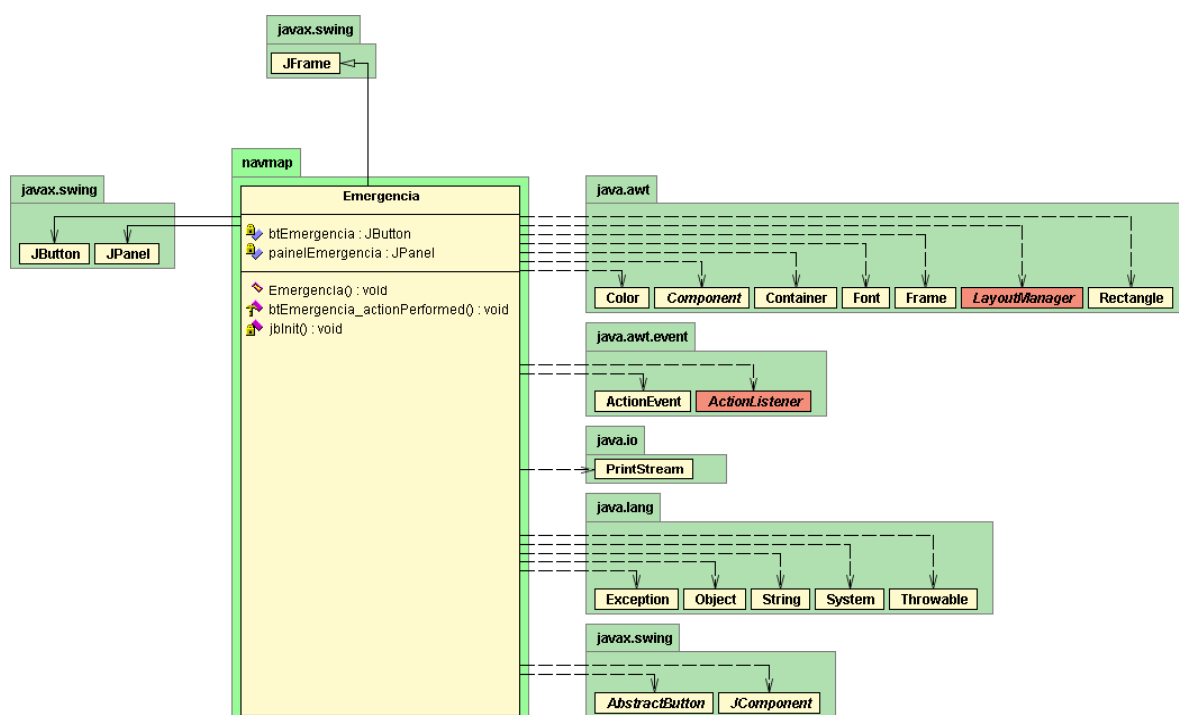 javax.swing
JFrame
navmap
Emergencia
btEmergencia : JButton
painelEmergencia : JPanel
Emergencia() : void
btEmergencia_actionPerformed() : void
jbInit() : void
javax.swing
JButton JPanel
java.awt
Color Component Container Font Frame LayoutManager Rectangle
java.awt.event
ActionEvent ActionListener
java.io
PrintStream
java.lang
Exception Object String System Throwable
javax.swing
AbstractButton JComponent